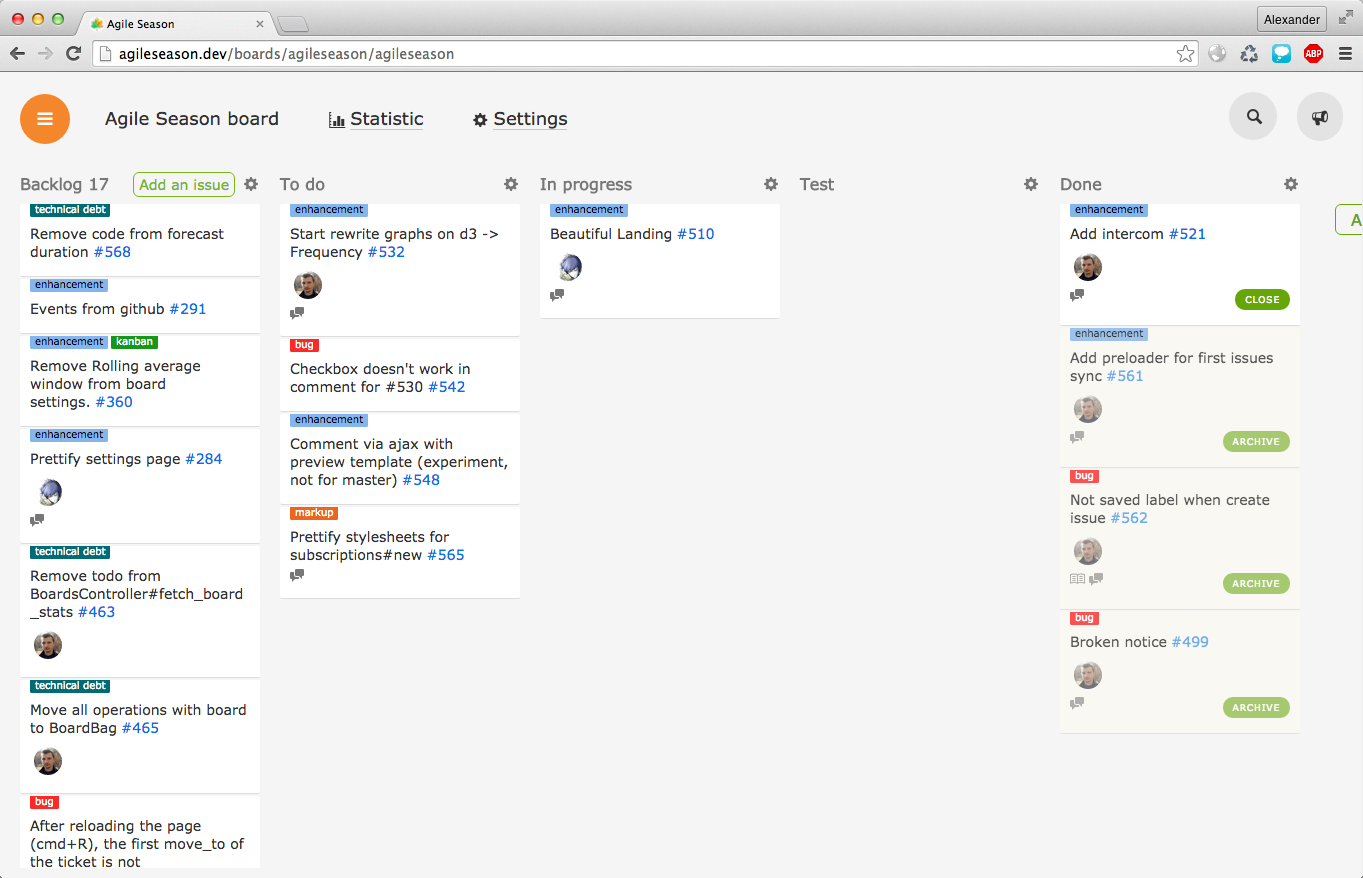 Agile Season
Alexander
agileseason.dev/boards/agileseason/agileseason
ABP
Agile Season board
Statistic
Settings
Backlog 17
Add an issue
technical debt
Remove code from forecast
duration #568
enhancement
Events from github #291
enhancement kanban
Remove Rolling average
window from board
settings. #360
enhancement
Prettify settings page #284
technical debt
Remove todo from
BoardsController#fetch_board
_stats #463
technical debt
Move all operations with board
to BoardBag #465
bug
After reloading the page
(cmd+R), the first move_to of
the ticket is not
To do
enhancement
Start rewrite graphs on d3 ->
Frequency #532
bug
Checkbox doesn't work in
comment for #530 #542
enhancement
Comment via ajax with
preview template (experiment,
not for master) #548
markup
Prettify stylesheets for
subscriptions#new #565
In progress
enhancement
Beautiful Landing #510
Test
Done
enhancement
Add intercom #521
CLOSE
enhancement
Add preloader for first issues
sync #561
ARCHIVE
bug
Not saved label when create
issue #562
ARCHIVE
bug
Broken notice #499
ARCHIVE
A